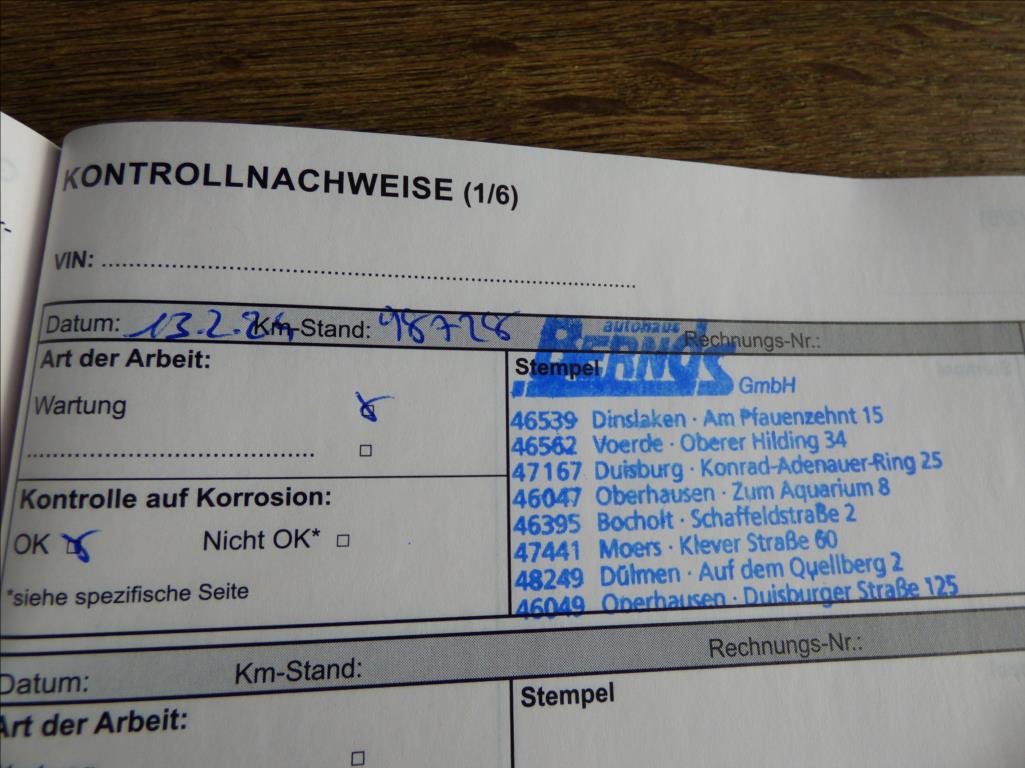 KONTROLLNACHWEISE (1/6)
VIN:
Datum: 13.2.24 Km-Stand: 98728 Rechnungs-Nr.:
Art der Arbeit:
Wartung
Kontrolle auf Korrosion:
OK Nicht OK*
*siehe spezifische Seite
Stempel
autohaus
BERNDS
GmbH
46539 Dinslaken · Am Pfauenzehnt 15
46562 Voerde · Oberer Hilding 34
47167 Duisburg · Konrad-Adenauer-Ring 25
46047 Oberhausen · Zum Aquarium 8
46395 Bocholt · Schaffeldstraße 2
47441 Moers · Klever Straße 60
48249 Dülmen · Auf dem Quellberg 2
46049 Oberhausen · Duisburger Straße 125
Datum: Km-Stand: Rechnungs-Nr.:
Art der Arbeit:
Stempel